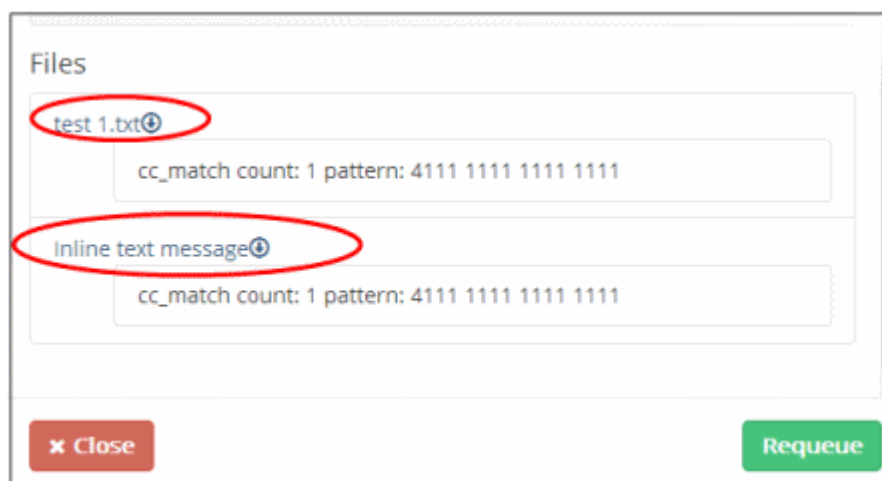 Files
test 1.txt
cc_match count: 1 pattern: 4111 1111 1111 1111
Inline text message
cc_match count: 1 pattern: 4111 1111 1111 1111
× Close
Requeue